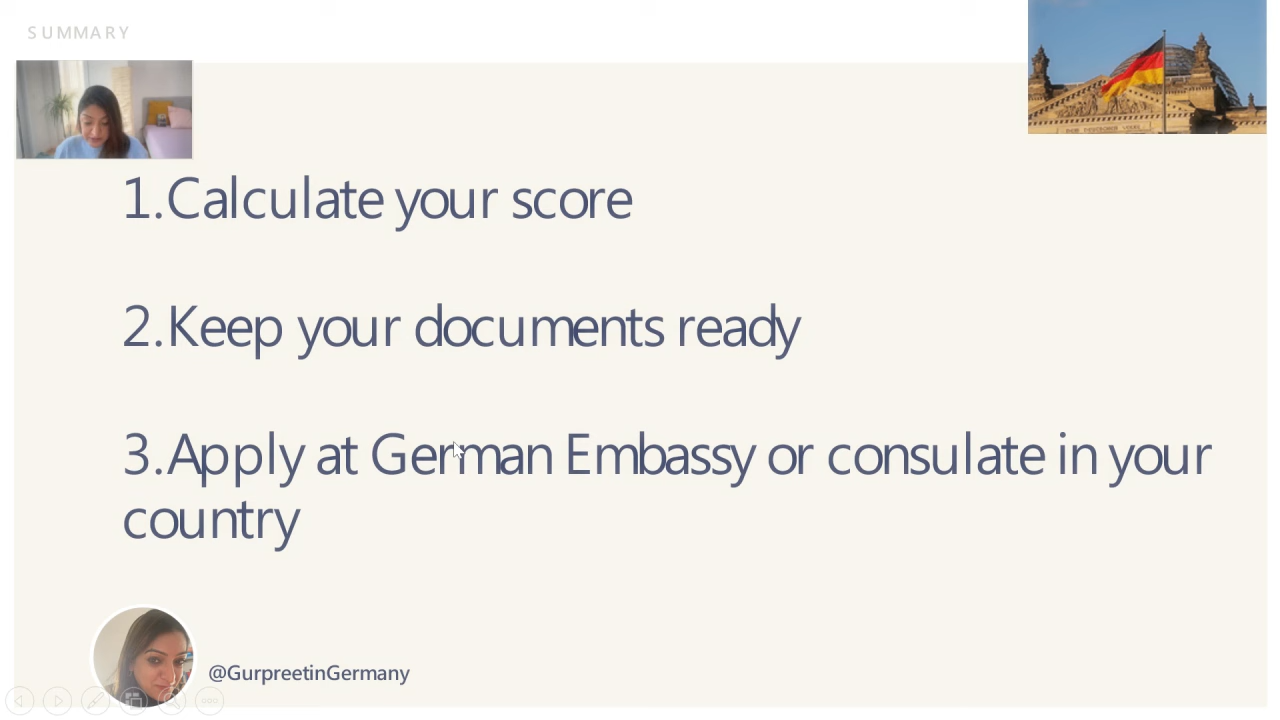 SUMMARY
1.Calculate your score
2.Keep your documents ready
3.Apply at German Embassy or consulate in your
country
@GurpreetinGermany